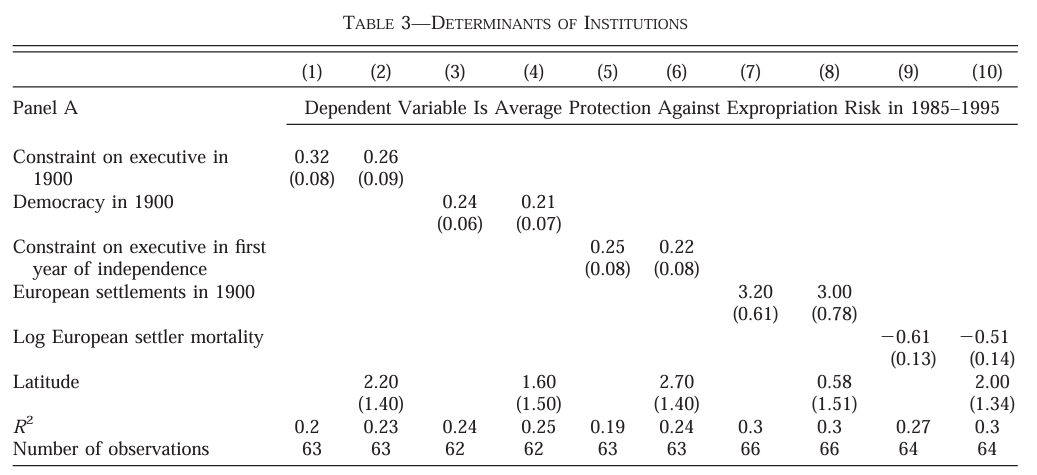 TABLE 3—DETERMINANTS OF INSTITUTIONS
(1) (2) (3) (4) (5) (6) (7) (8) (9) (10)
Panel A Dependent Variable Is Average Protection Against Expropriation Risk in 1985–1995
Constraint on executive in 0.32 0.26
1900 (0.08) (0.09)
Democracy in 1900 0.24 0.21
(0.06) (0.07)
Constraint on executive in first 0.25 0.22
year of independence (0.08) (0.08)
European settlements in 1900 3.20 3.00
(0.61) (0.78)
Log European settler mortality −0.61 −0.51
(0.13) (0.14)
Latitude 2.20 1.60 2.70 0.58 2.00
(1.40) (1.50) (1.40) (1.51) (1.34)
R² 0.2 0.23 0.24 0.25 0.19 0.24 0.3 0.3 0.27 0.3
Number of observations 63 63 62 62 63 63 66 66 64 64